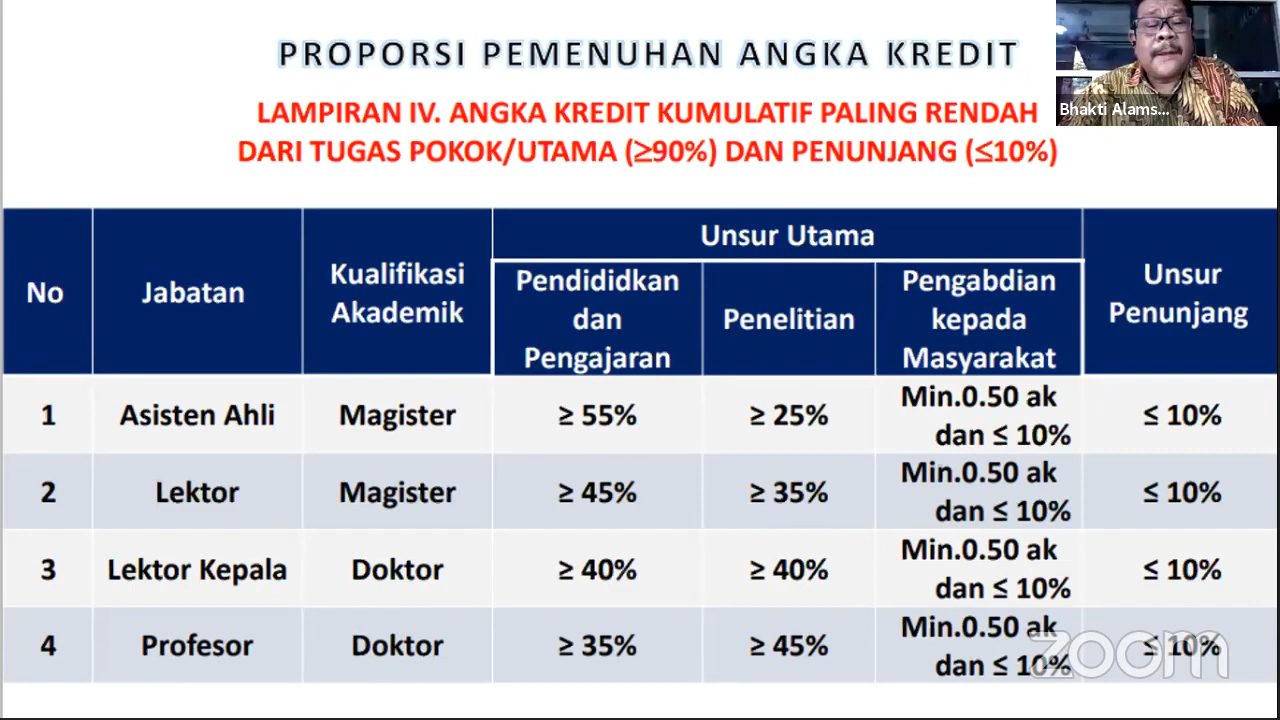 PROPORSI PEMENUHAN ANGKA KREDIT
LAMPIRAN IV. ANGKA KREDIT KUMULATIF PALING RENDAH
DARI TUGAS POKOK/UTAMA (≥90%) DAN PENUNJANG (≤10%)
Bhakti Alams...
No
Jabatan
Kualifikasi
Akademik
Unsur Utama
Pendididkan
dan
Pengajaran
Penelitian
Pengabdian
kepada
Masyarakat
Unsur
Penunjang
1 Asisten Ahli Magister ≥ 55% ≥ 25% Min.0.50 ak
dan ≤ 10% ≤ 10%
2 Lektor Magister ≥ 45% ≥ 35% Min.0.50 ak
dan ≤ 10% ≤ 10%
3 Lektor Kepala Doktor ≥ 40% ≥ 40% Min.0.50 ak
dan ≤ 10% ≤ 10%
4 Profesor Doktor ≥ 35% ≥ 45% Min.0.50 ak
dan ≤ 10% ≤ 10%
zoom